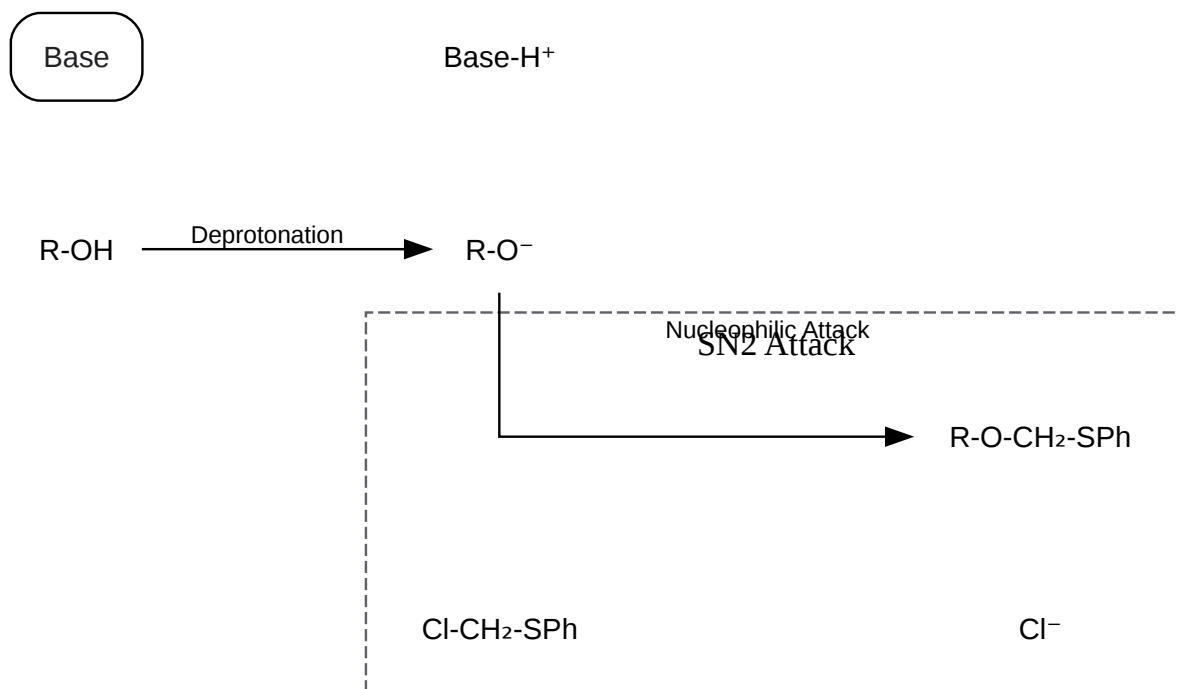 Base
Base-H⁺
Deprotonation
R-OH
R-O⁻
Nucleophilic Attack
SN2 Attack
R-O-CH₂-SPh
Cl-CH₂-SPh
Cl⁻